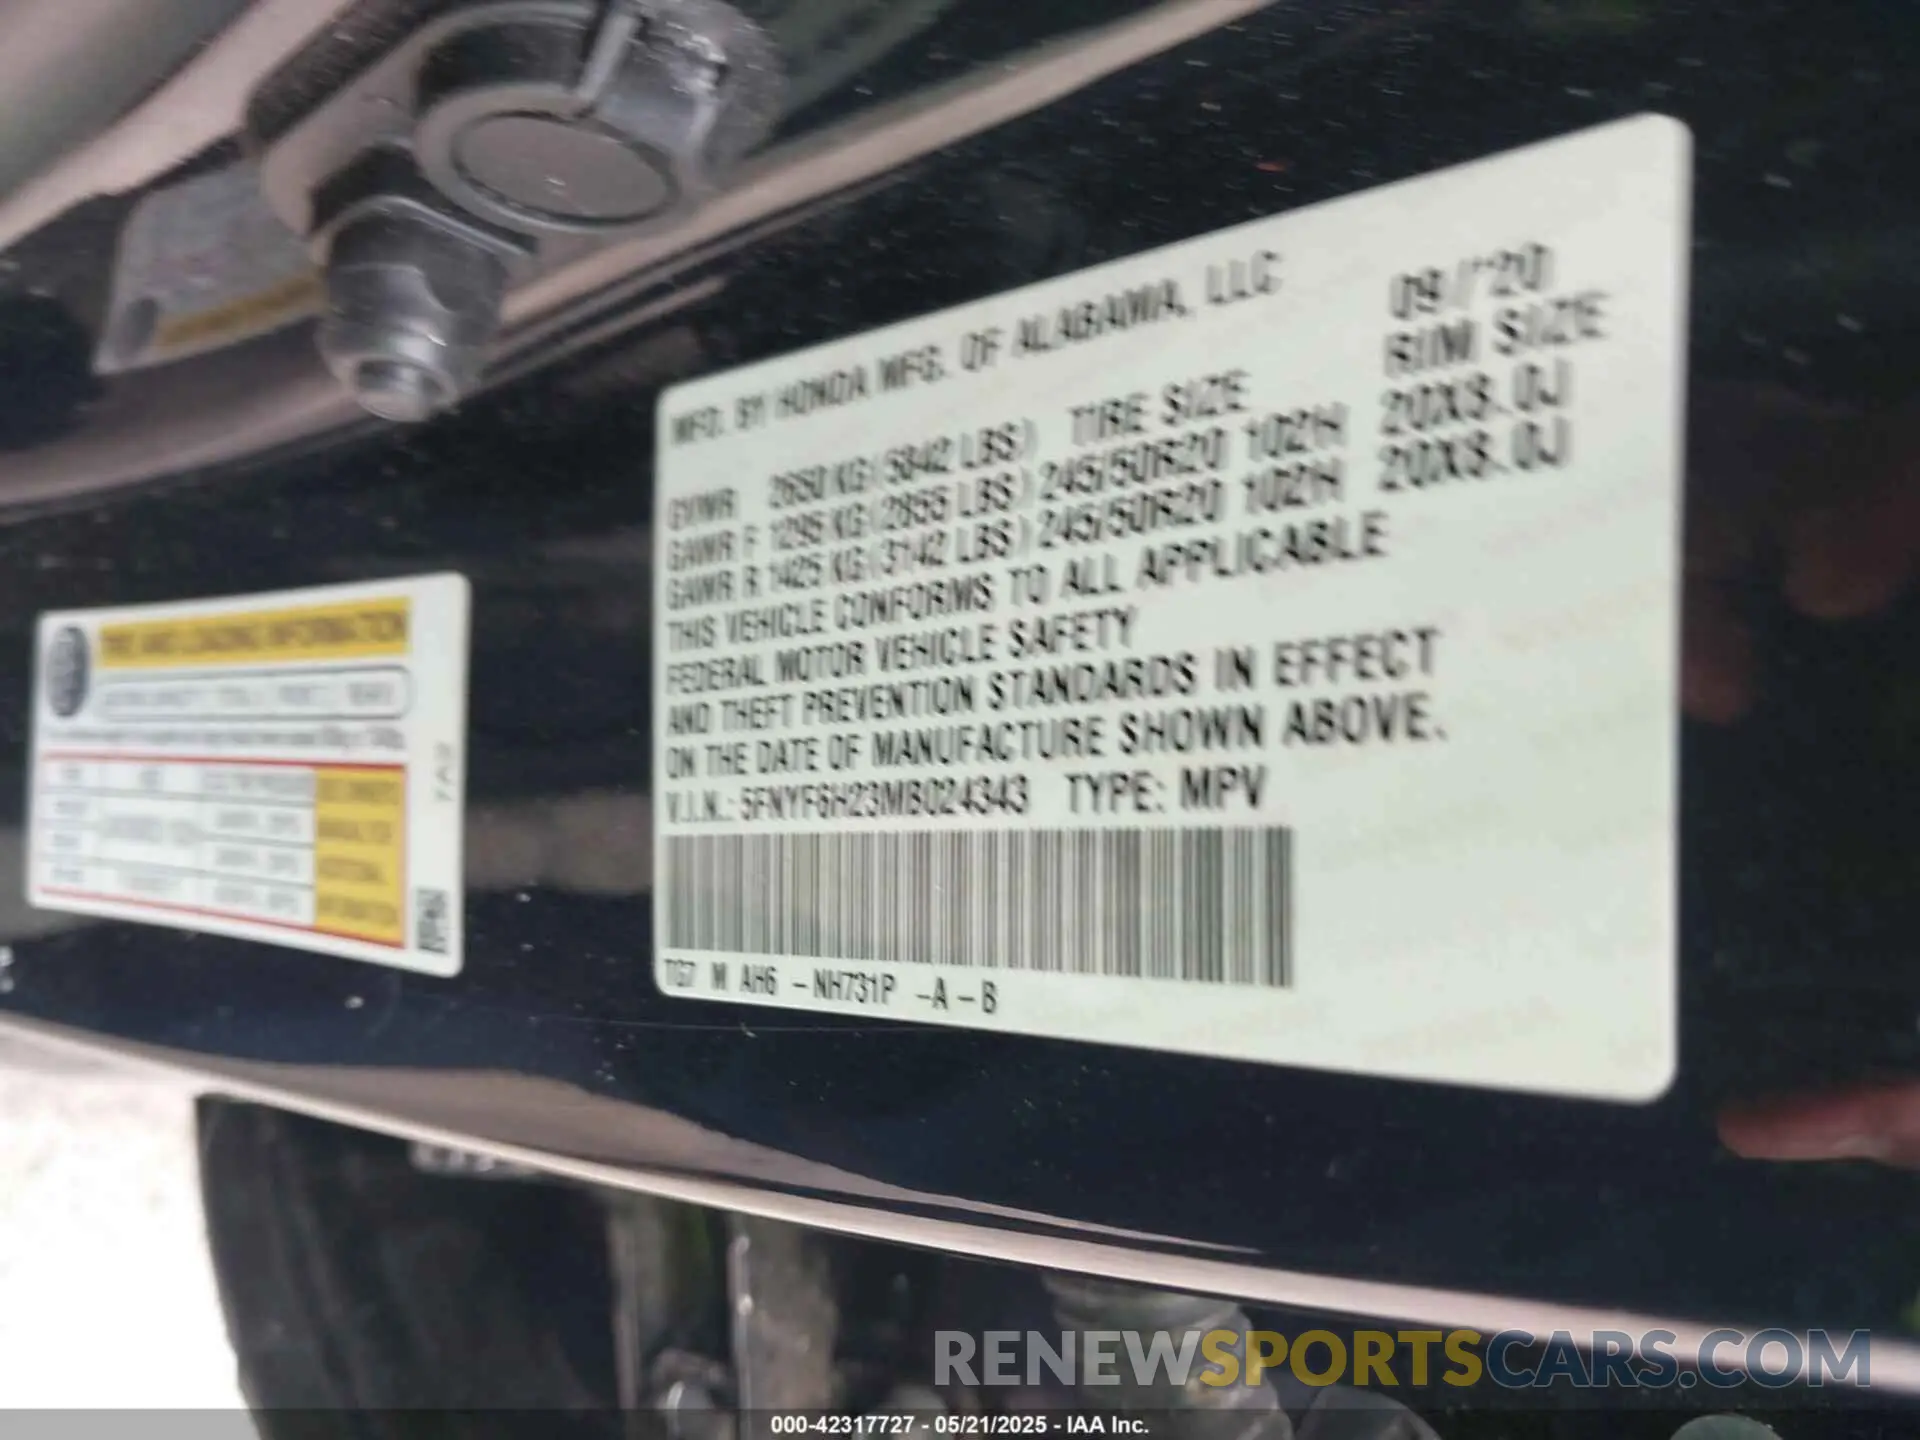 MFD. BY HONDA MFG. OF ALABAMA, LLC 09/'20
GVWR 2650 KG (5842 LBS) TIRE SIZE RIM SIZE
GAWR F 1295 KG (2855 LBS) 245/50R20 102H 20X8.0J
GAWR R 1425 KG (3142 LBS) 245/50R20 102H 20X8.0J
THIS VEHICLE CONFORMS TO ALL APPLICABLE
FEDERAL MOTOR VEHICLE SAFETY
AND THEFT PREVENTION STANDARDS IN EFFECT
ON THE DATE OF MANUFACTURE SHOWN ABOVE.
V.I.N.: 5FNYF6H23MB024343 TYPE: MPV
TG7 M AH6 -NH731P -A -B
TIRE AND LOADING INFORMATION
RENEWSPORTSCARS.COM
000-42317727 - 05/21/2025 - IAA Inc.